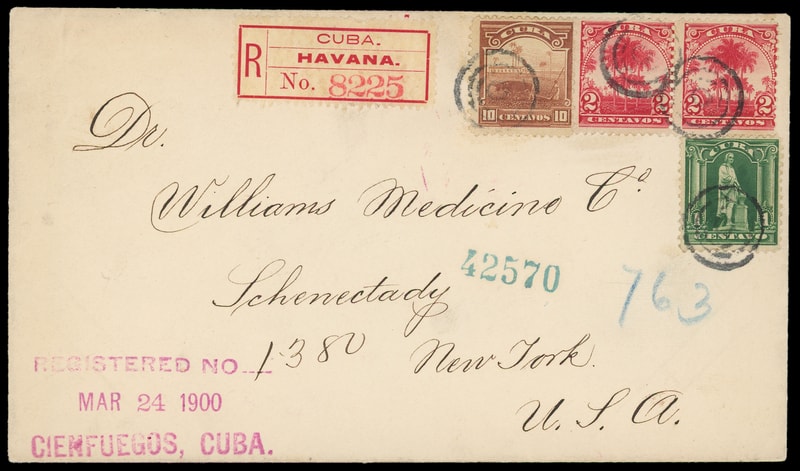 CUBA.
R
HAVANA.
No. 8225
CUBA
10 CENTAVOS 10
CUBA
2 2
CENTAVOS
CUBA
2 2
CENTAVOS
CUBA
1
CENTAVO
Dr.
Williams Medicine Co.
42570
763
Schenectady
1380
New York.
U. S. A.
REGISTERED NO
MAR 24 1900
CIENFUEGOS, CUBA.